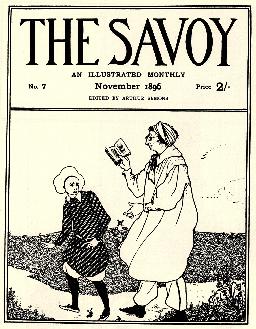 THE SAVOY
AN ILLUSTRATED MONTHLY
No. 7 November 1896 Price 2/-
EDITED BY ARTHUR SYMONS